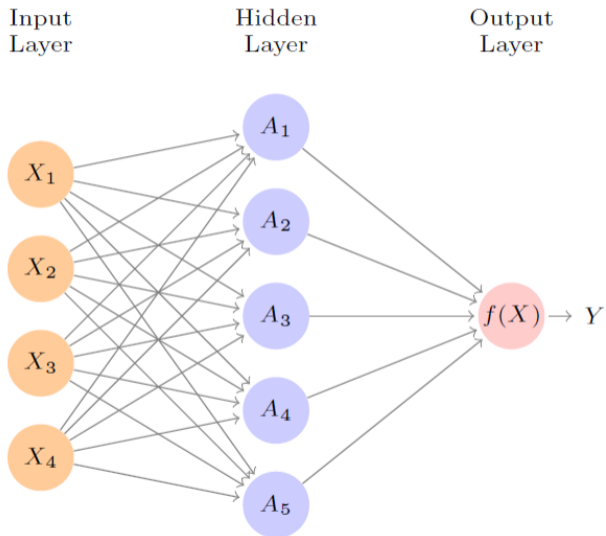 Input
Layer
Hidden
Layer
Output
Layer
X₁
X₂
X₃
X₄
A₁
A₂
A₃
A₄
A₅
f(X) → Y